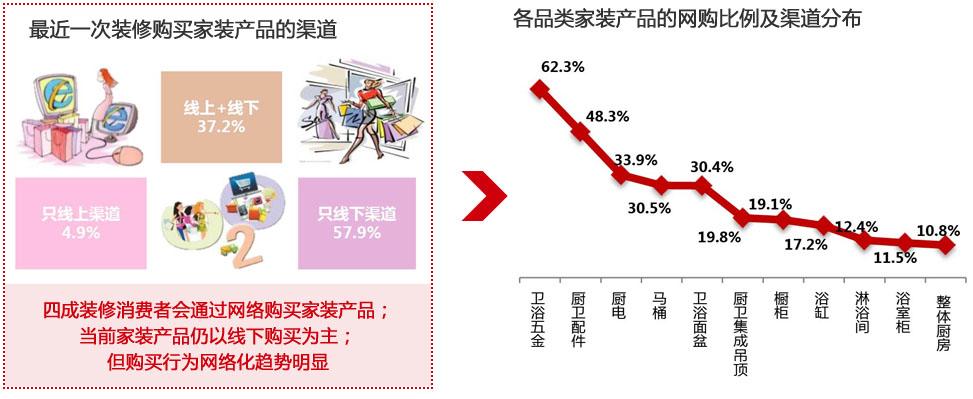 最近一次装修购买家装产品的渠道
线上+线下
37.2%
只线上渠道
4.9%
2
只线下渠道
57.9%
四成装修消费者会通过网络购买家装产品；
当前家装产品仍以线下购买为主；
但购买行为网络化趋势明显
各品类家装产品的网购比例及渠道分布
62.3%
48.3%
33.9%
30.5%
30.4%
19.8%
19.1%
17.2%
12.4%
11.5%
10.8%
卫浴五金
厨卫配件
厨电
马桶
卫浴面盆
厨卫集成吊顶
橱柜
浴缸
淋浴间
浴室柜
整体厨房